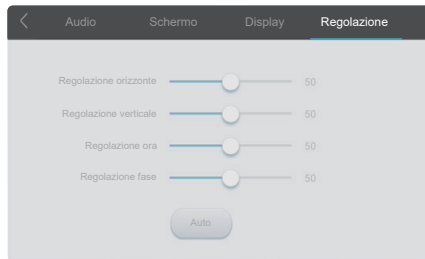 Audio Schermo Display Regolazione
Regolazione orizzonte 50
Regolazione verticale 50
Regolazione ora 50
Regolazione fase 50
Auto